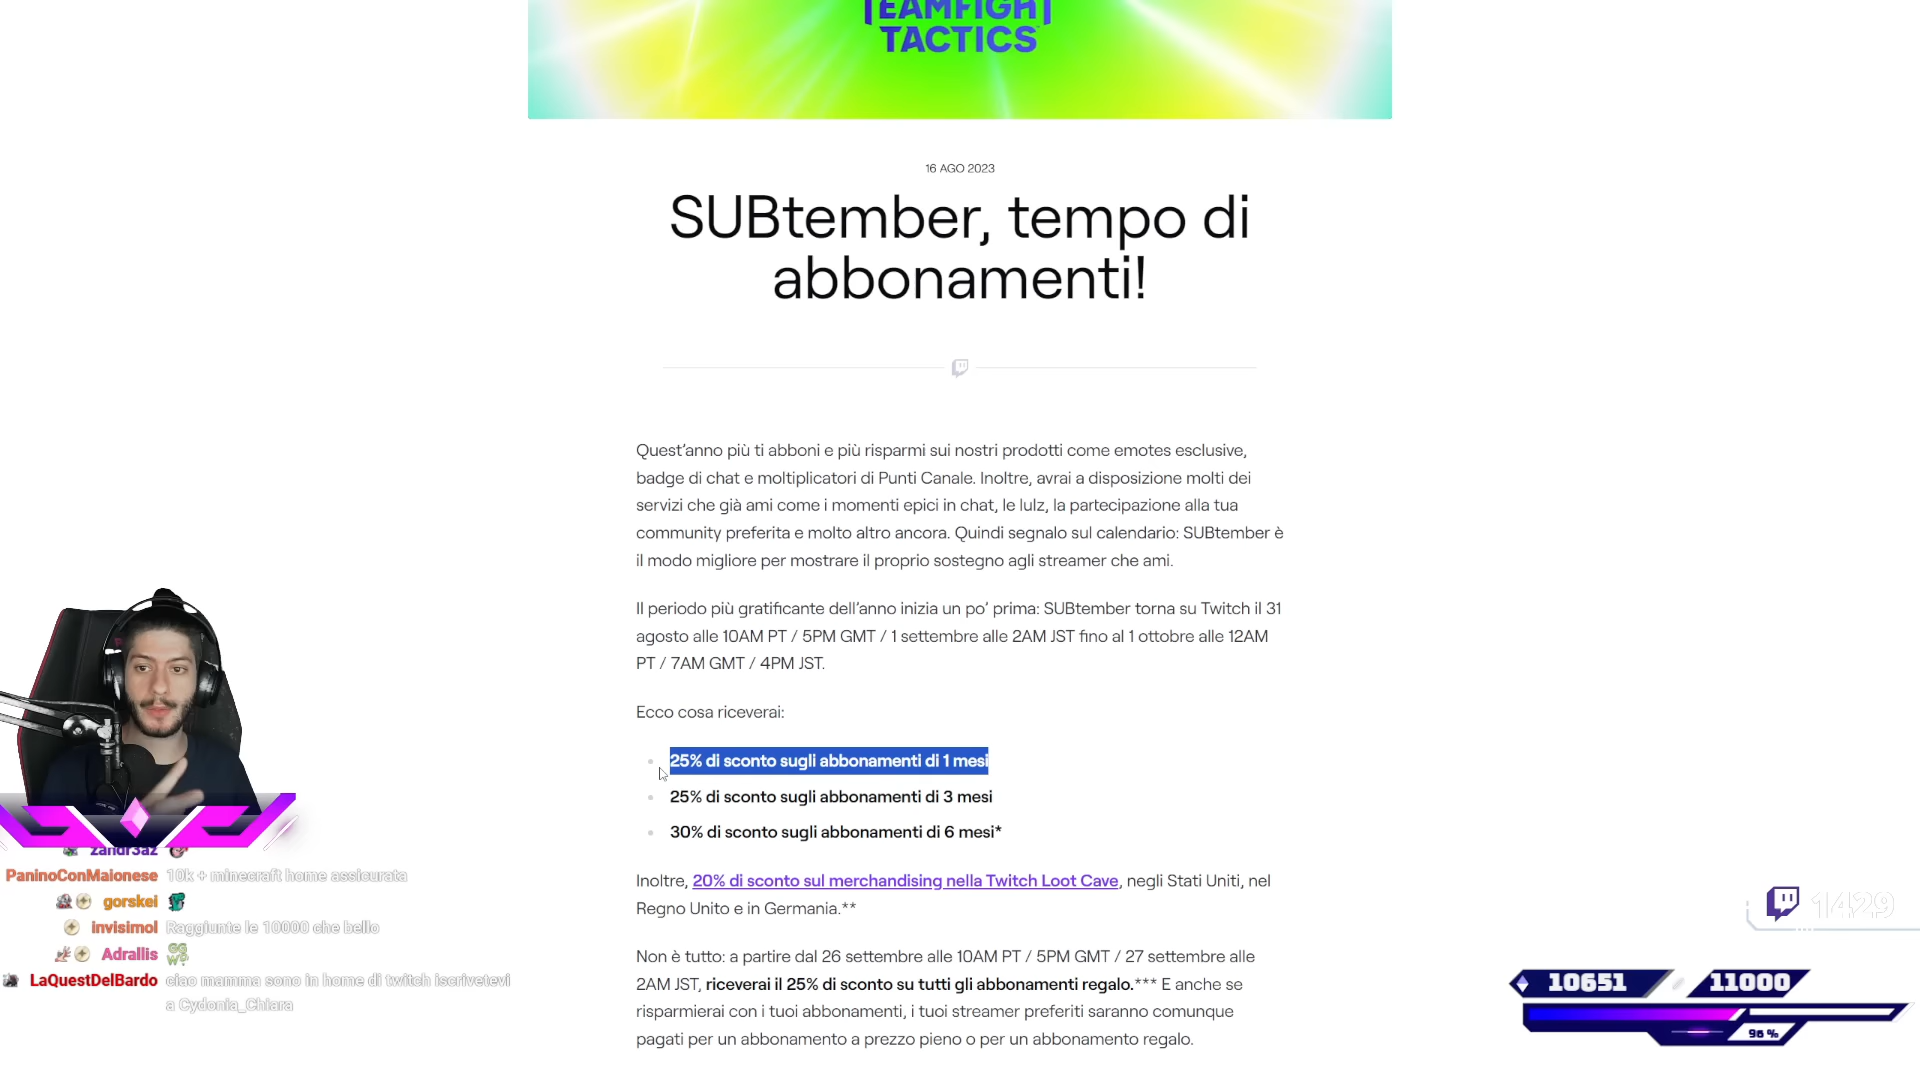 TEAMFIGHT
TACTICS
16 AGO 2023
SUBtember, tempo di
abbonamenti!
Quest'anno più ti abboni e più risparmi sui nostri prodotti come emotes esclusive,
badge di chat e moltiplicatori di Punti Canale. Inoltre, avrai a disposizione molti dei
servizi che già ami come i momenti epici in chat, le lulz, la partecipazione alla tua
community preferita e molto altro ancora. Quindi segnalo sul calendario: SUBtember è
il modo migliore per mostrare il proprio sostegno agli streamer che ami.
Il periodo più gratificante dell'anno inizia un po' prima: SUBtember torna su Twitch il 31
agosto alle 10AM PT / 5PM GMT / 1 settembre alle 2AM JST fino al 1 ottobre alle 12AM
PT / 7AM GMT / 4PM JST.
Ecco cosa riceverai:
25% di sconto sugli abbonamenti di 1 mesi
25% di sconto sugli abbonamenti di 3 mesi
30% di sconto sugli abbonamenti di 6 mesi*
Inoltre, 20% di sconto sul merchandising nella Twitch Loot Cave, negli Stati Uniti, nel
Regno Unito e in Germania.**
Non è tutto: a partire dal 26 settembre alle 10AM PT / 5PM GMT / 27 settembre alle
2AM JST, riceverai il 25% di sconto su tutti gli abbonamenti regalo.*** E anche se
risparmierai con i tuoi abbonamenti, i tuoi streamer preferiti saranno comunque
pagati per un abbonamento a prezzo pieno o per un abbonamento regalo.
zandr3az
PaninoConMaionese 10k + minecraft home assicurata
gorskei
invisimol Raggiunte le 10000 che bello
Adrallis GG WP
LaQuestDelBardo ciao mamma sono in home di twitch iscrivetevi
a Cydonia_Chiara
1429
10651 11000
96 %